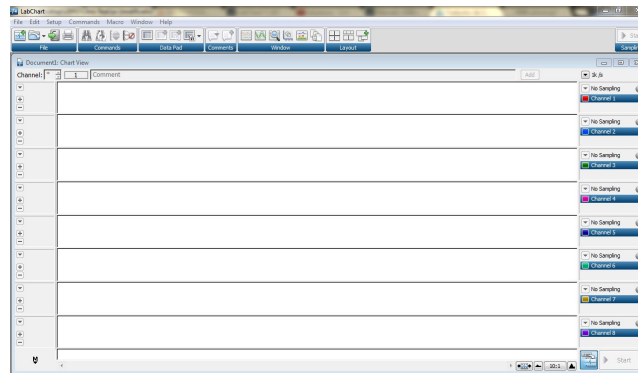 LabChart
File Edit Setup Commands Macro Window Help
File Commands Data Pad Comments Window Layout Samplin
Document1: Chart View
Channel: * 1 Comment Add 1k /s
No Sampling
Channel 1
No Sampling
Channel 2
No Sampling
Channel 3
No Sampling
Channel 4
No Sampling
Channel 5
No Sampling
Channel 6
No Sampling
Channel 7
No Sampling
Channel 8
10:1 Start